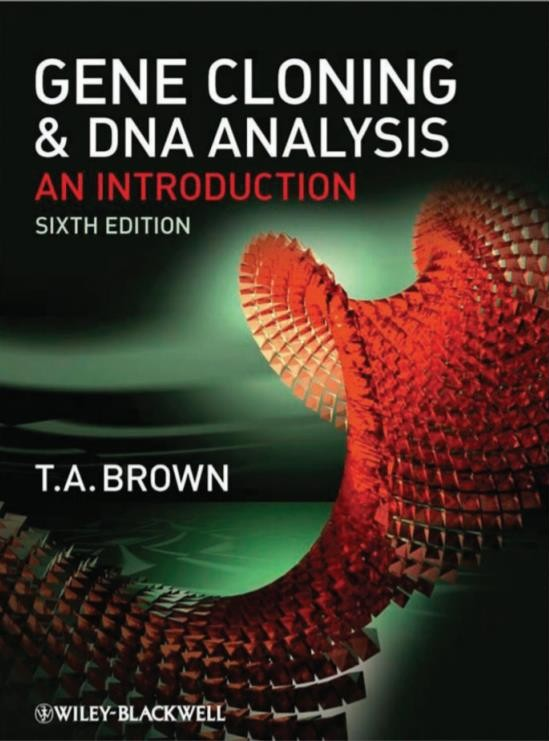 GENE CLONING
& DNA ANALYSIS
AN INTRODUCTION
SIXTH EDITION
T.A. BROWN
WILEY-BLACKWELL